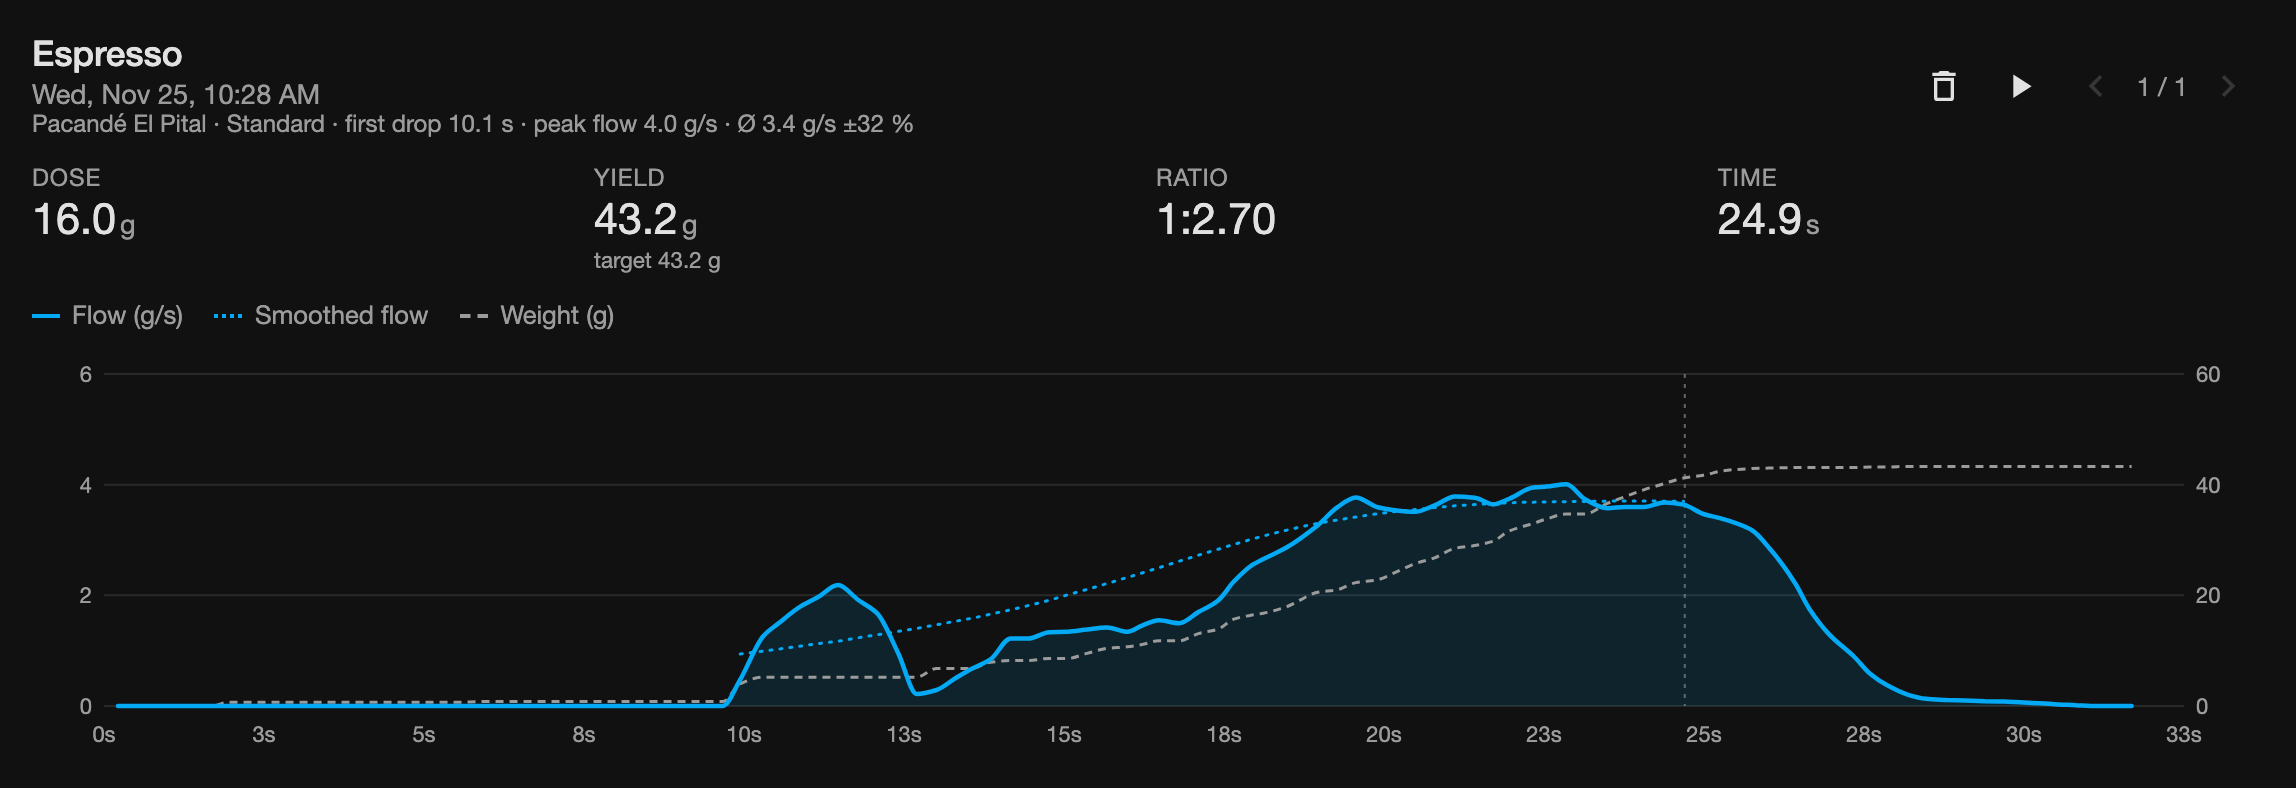 Espresso
Wed, Nov 25, 10:28 AM
Pacandé El Pital · Standard · first drop 10.1 s · peak flow 4.0 g/s · Ø 3.4 g/s ±32 %
1 / 1
DOSE
16.0 g
YIELD
43.2 g
target 43.2 g
RATIO
1:2.70
TIME
24.9 s
Flow (g/s) Smoothed flow Weight (g)
6 60
4 40
2 20
0 0
0s 3s 5s 8s 10s 13s 15s 18s 20s 23s 25s 28s 30s 33s